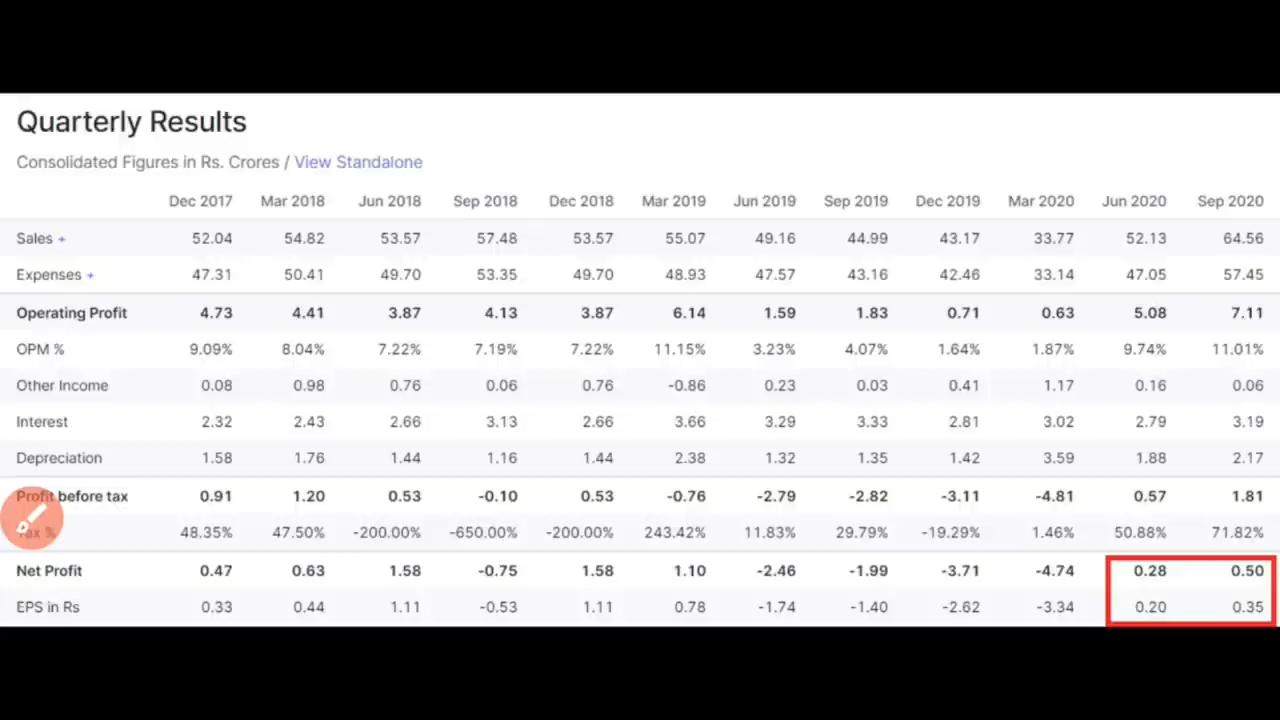 Quarterly Results
Consolidated Figures in Rs. Crores / View Standalone
Dec 2017 Mar 2018 Jun 2018 Sep 2018 Dec 2018 Mar 2019 Jun 2019 Sep 2019 Dec 2019 Mar 2020 Jun 2020 Sep 2020
Sales + 52.04 54.82 53.57 57.48 53.57 55.07 49.16 44.99 43.17 33.77 52.13 64.56
Expenses + 47.31 50.41 49.70 53.35 49.70 48.93 47.57 43.16 42.46 33.14 47.05 57.45
Operating Profit 4.73 4.41 3.87 4.13 3.87 6.14 1.59 1.83 0.71 0.63 5.08 7.11
OPM % 9.09% 8.04% 7.22% 7.19% 7.22% 11.15% 3.23% 4.07% 1.64% 1.87% 9.74% 11.01%
Other Income 0.08 0.98 0.76 0.06 0.76 -0.86 0.23 0.03 0.41 1.17 0.16 0.06
Interest 2.32 2.43 2.66 3.13 2.66 3.66 3.29 3.33 2.81 3.02 2.79 3.19
Depreciation 1.58 1.76 1.44 1.16 1.44 2.38 1.32 1.35 1.42 3.59 1.88 2.17
Profit before tax 0.91 1.20 0.53 -0.10 0.53 -0.76 -2.79 -2.82 -3.11 -4.81 0.57 1.81
Tax % 48.35% 47.50% -200.00% -650.00% -200.00% 243.42% 11.83% 29.79% -19.29% 1.46% 50.88% 71.82%
Net Profit 0.47 0.63 1.58 -0.75 1.58 1.10 -2.46 -1.99 -3.71 -4.74 0.28 0.50
EPS in Rs 0.33 0.44 1.11 -0.53 1.11 0.78 -1.74 -1.40 -2.62 -3.34 0.20 0.35